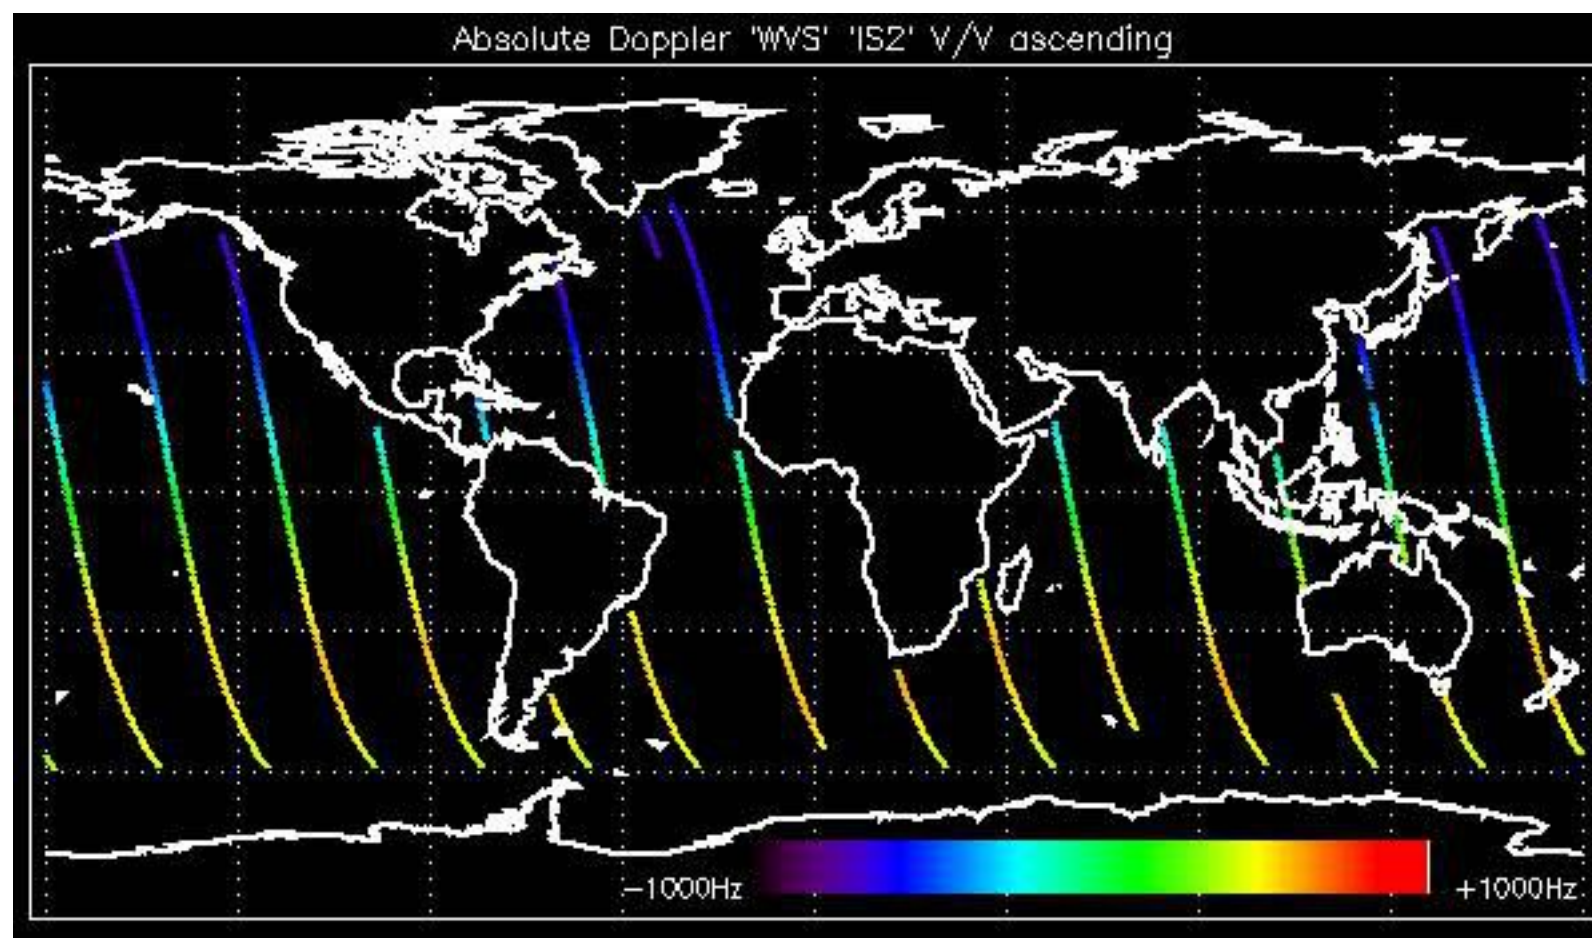 Absolute Doppler 'WVS' 'IS2' V/V ascending
−1000Hz +1000Hz